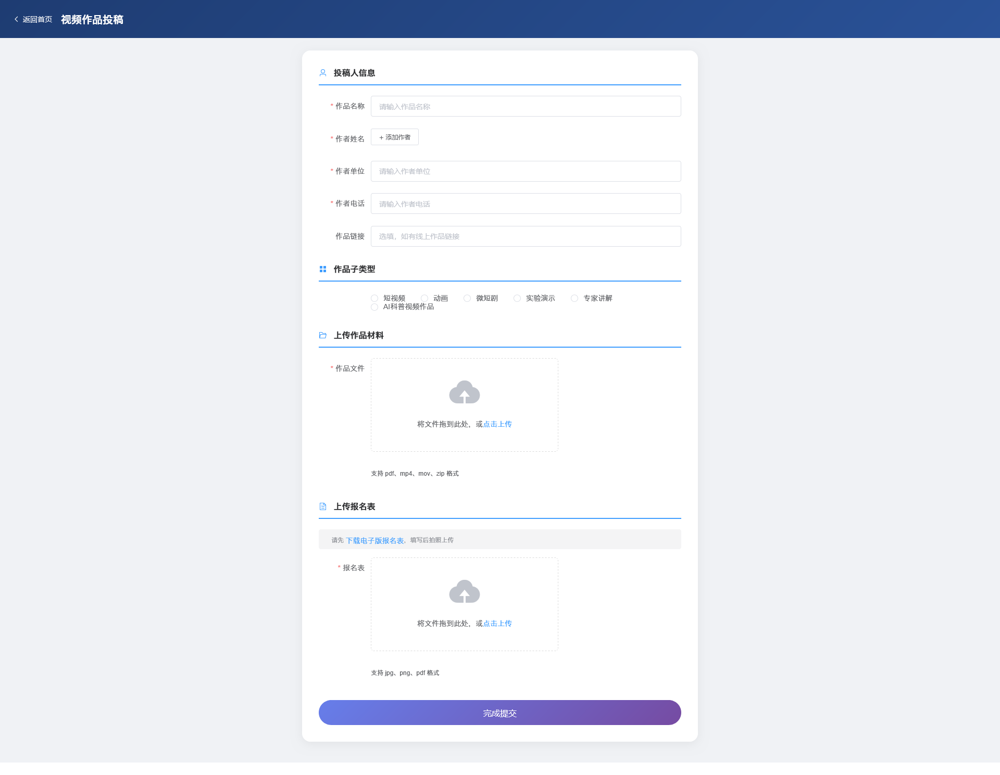 返回首页 视频作品投稿
投稿人信息
* 作品名称 请输入作品名称
* 作者姓名 + 添加作者
* 作者单位 请输入作者单位
* 作者电话 请输入作者电话
作品链接 选填，如有线上作品链接
作品子类型
短视频 动画 微短剧 实验演示 专家讲解
AI科普视频作品
上传作品材料
* 作品文件
将文件拖到此处，或点击上传
支持 pdf、mp4、mov、zip 格式
上传报名表
请先 下载电子版报名表，填写后拍照上传
* 报名表
将文件拖到此处，或点击上传
支持 jpg、png、pdf 格式
完成提交